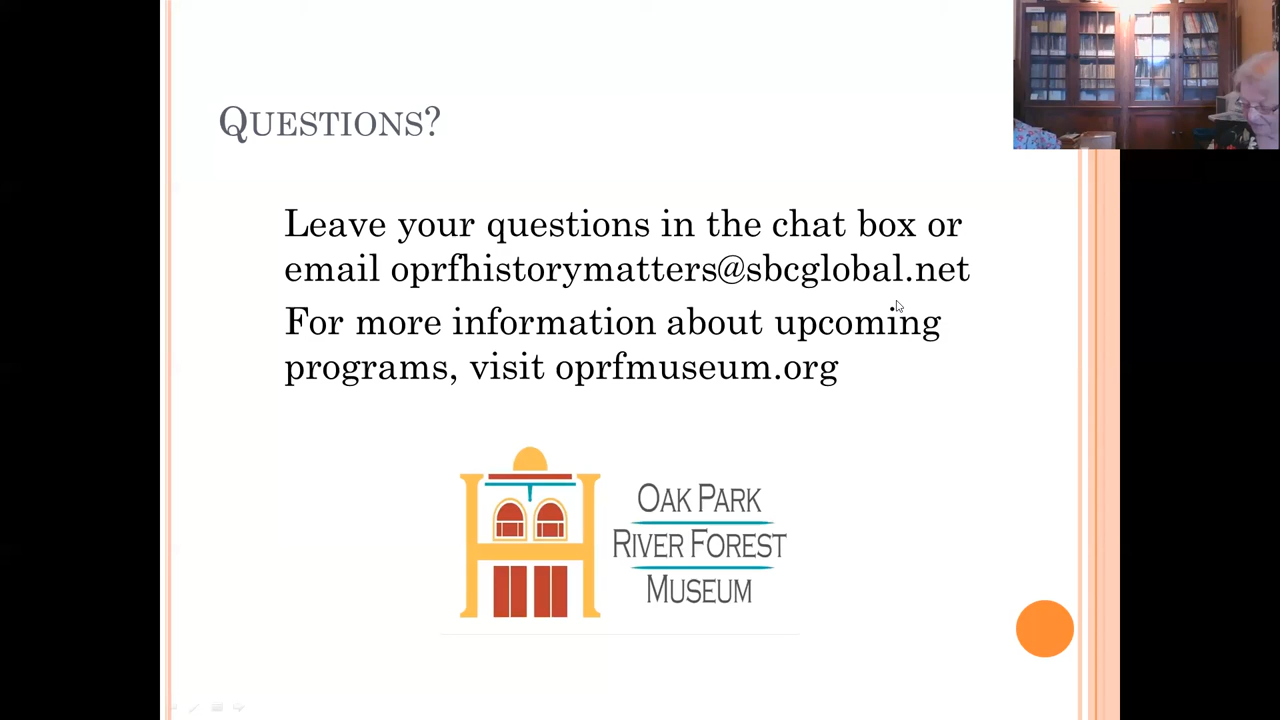 QUESTIONS?
Leave your questions in the chat box or
email oprfhistorymatters@sbcglobal.net
For more information about upcoming
programs, visit oprfmuseum.org
OAK PARK
RIVER FOREST
MUSEUM